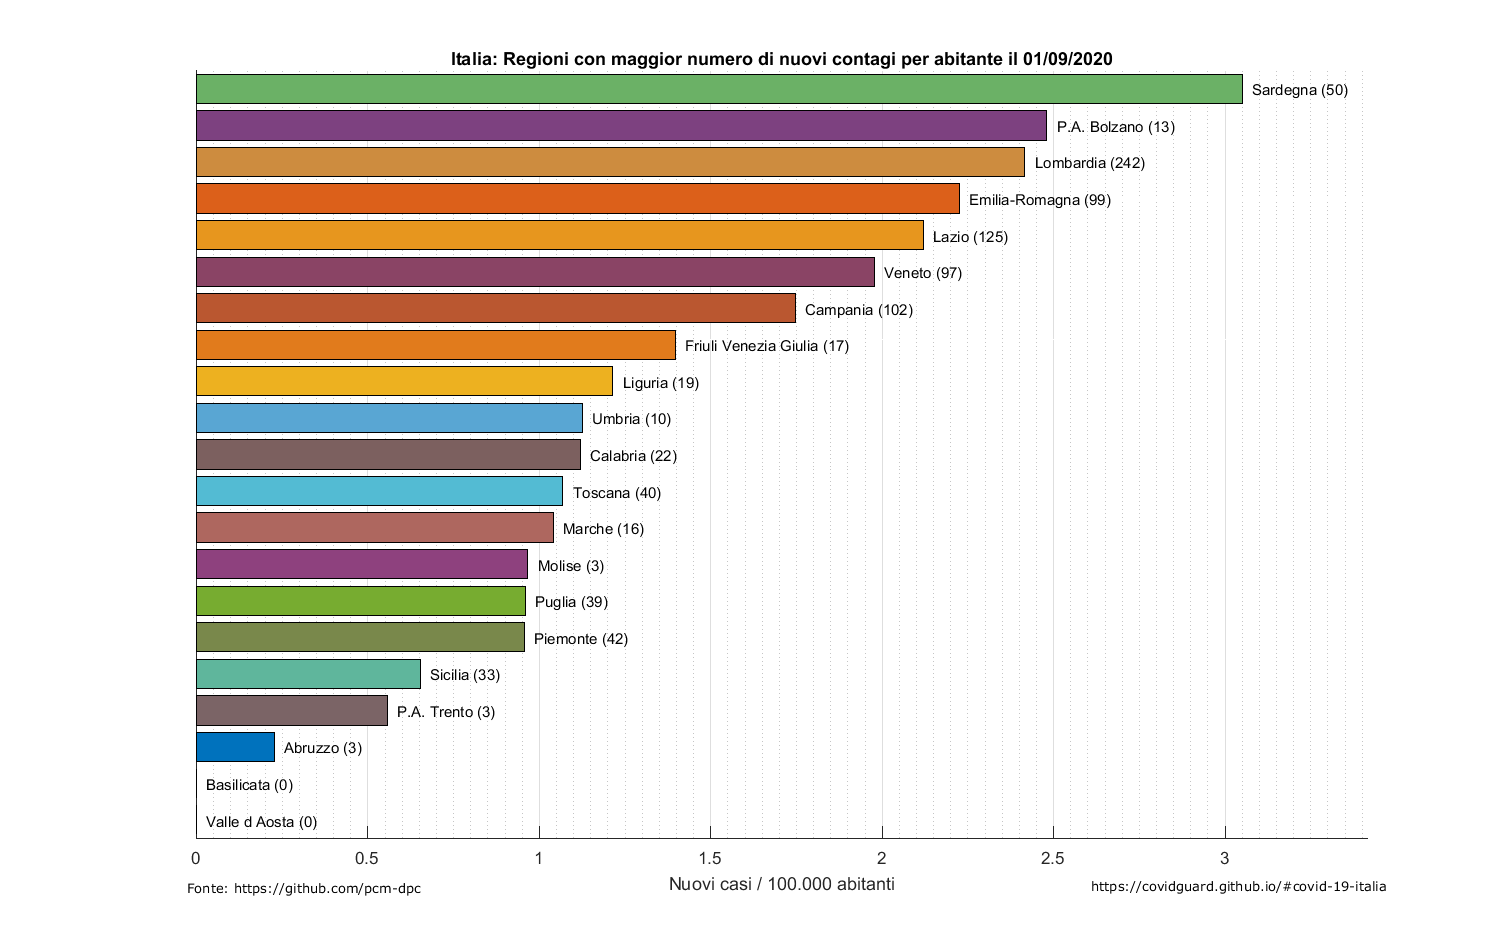 Italia: Regioni con maggior numero di nuovi contagi per abitante il 01/09/2020
Sardegna (50)
P.A. Bolzano (13)
Lombardia (242)
Emilia-Romagna (99)
Lazio (125)
Veneto (97)
Campania (102)
Friuli Venezia Giulia (17)
Liguria (19)
Umbria (10)
Calabria (22)
Toscana (40)
Marche (16)
Molise (3)
Puglia (39)
Piemonte (42)
Sicilia (33)
P.A. Trento (3)
Abruzzo (3)
Basilicata (0)
Valle d Aosta (0)
0 0.5 1 1.5 2 2.5 3
Nuovi casi / 100.000 abitanti
Fonte: https://github.com/pcm-dpc
https://covidguard.github.io/#covid-19-italia